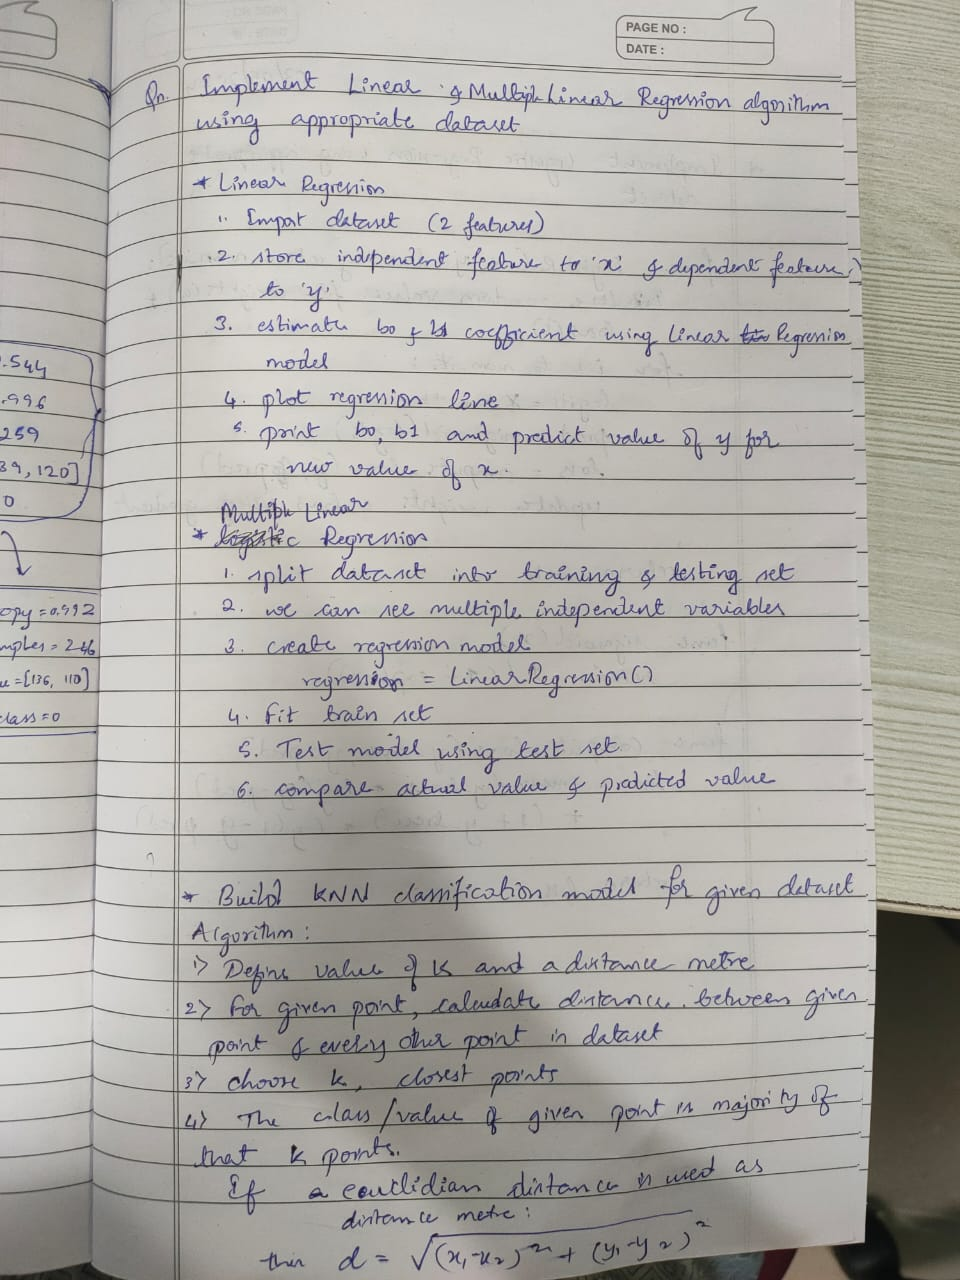 PAGE NO :
DATE :
Qn. Implement Linear & Multiple Linear Regression algorithm
using appropriate dataset
* Linear Regression
1. Import dataset (2 features)
2. store independent feature to 'x' & dependent feature
to 'y'
3. estimate b0 & b1 coefficient using Linear Regression
model
4. plot regression line
5. print b0, b1 and predict value of y for
new value of x.
Multiple Linear
* Regression
1. split dataset into training & testing set
2. we can see multiple independent variables
3. create regression model
regression = LinearRegression()
4. Fit train set
5. Test model using test set
6. compare actual value & predicted value
* Build KNN classification model for given dataset
Algorithm :
1> Define value of K and a distance metre
2> For given point, calculate distance between given
point & every other point in dataset
3> choose k, closest points
4> The class/value of given point is majority of
that k points.
If a eouclidian distance is used as
distance metre :
then d = √(x₁-x₂)² + (y₁-y₂)²
.544
.996
259
39, 120]
0
opy = 0.992
mples = 246
ue = [136, 110]
class = 0